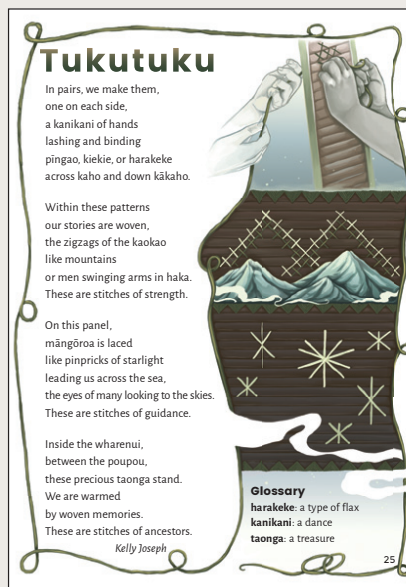 Tukutuku
In pairs, we make them,
one on each side,
a kanikani of hands
lashing and binding
pīngao, kiekie, or harakeke
across kaho and down kākaho.
Within these patterns
our stories are woven,
the zigzags of the kaokao
like mountains
or men swinging arms in haka.
These are stitches of strength.
On this panel,
māngōroa is laced
like pinpricks of starlight
leading us across the sea,
the eyes of many looking to the skies.
These are stitches of guidance.
Inside the wharenui,
between the poupou,
these precious taonga stand.
We are warmed
by woven memories.
These are stitches of ancestors.
Kelly Joseph
Glossary
harakeke: a type of flax
kanikani: a dance
taonga: a treasure
25